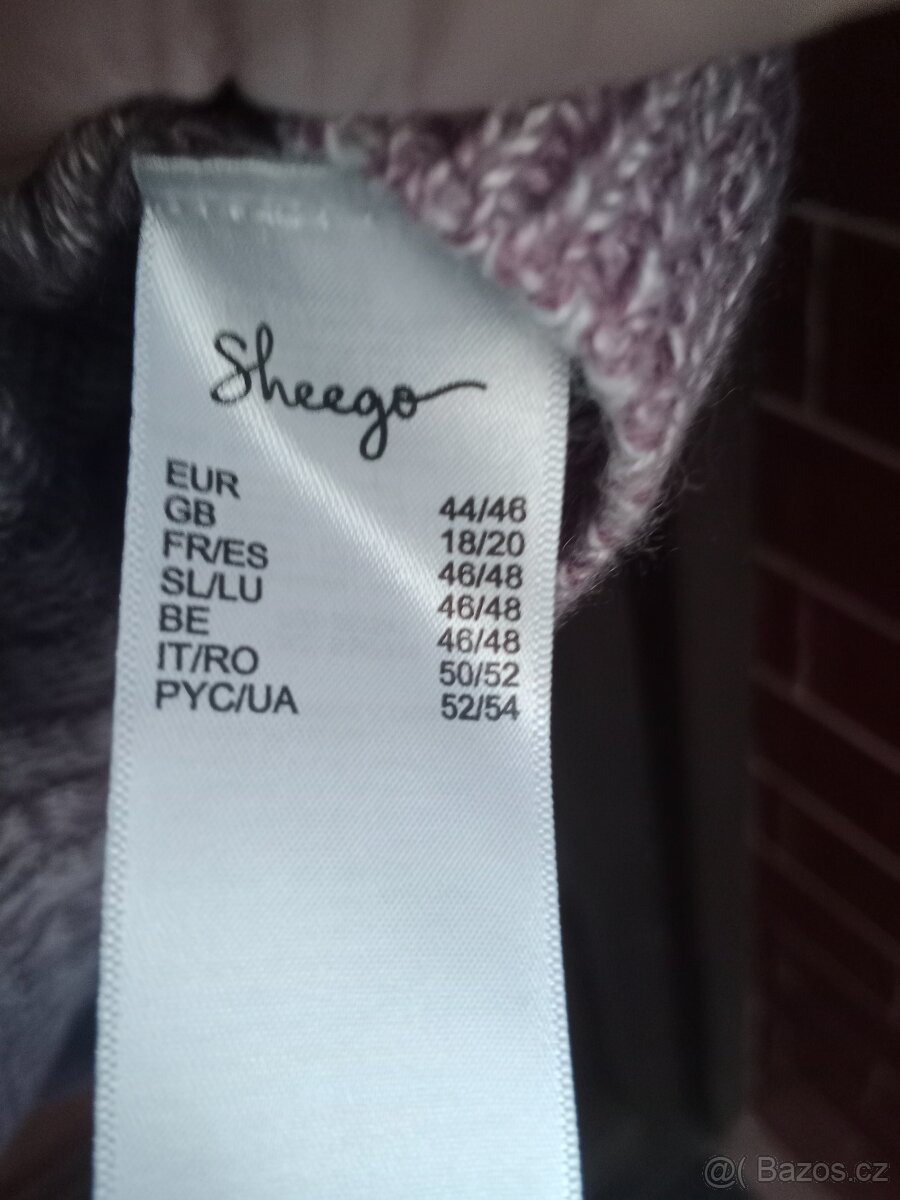 Sheego
EUR 44/46
GB 18/20
FR/ES 46/48
SL/LU 46/48
BE 46/48
IT/RO 50/52
PYC/UA 52/54
@( Bazoš.cz